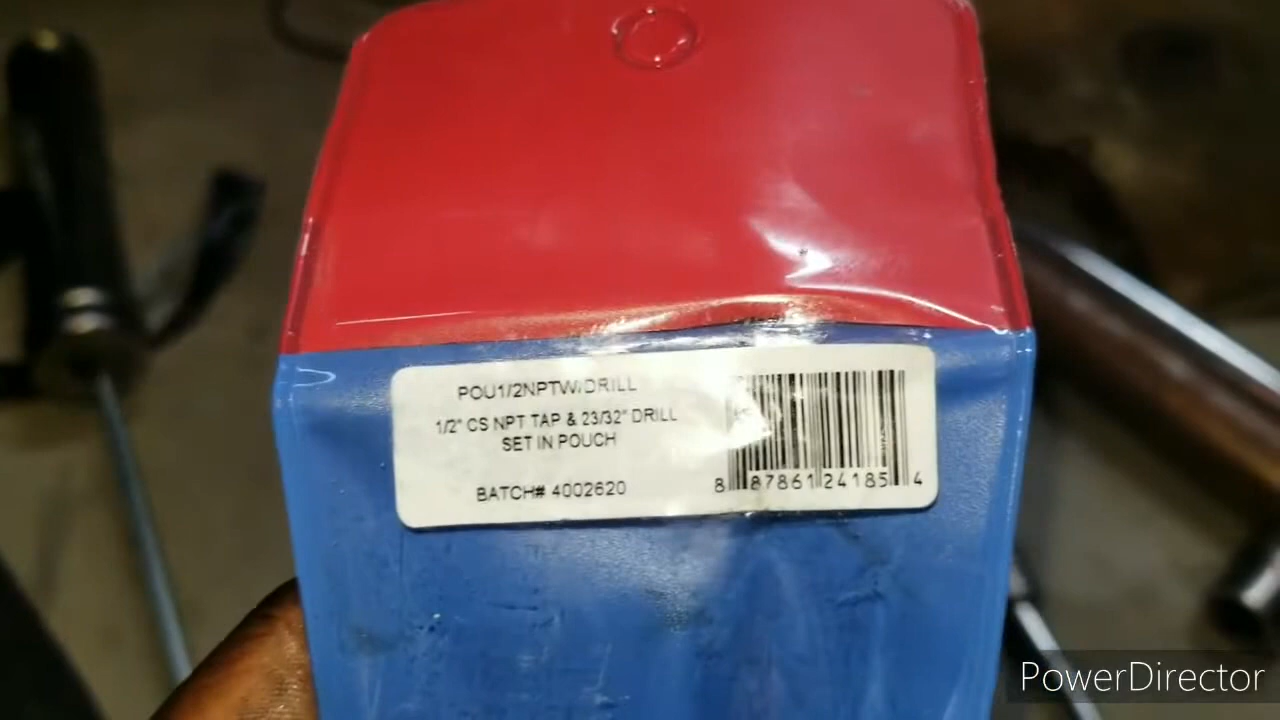 POU1/2NPTW/DRILL
1/2" CS NPT TAP & 23/32" DRILL
SET IN POUCH
BATCH# 4002620
8 87861 24185 4
PowerDirector